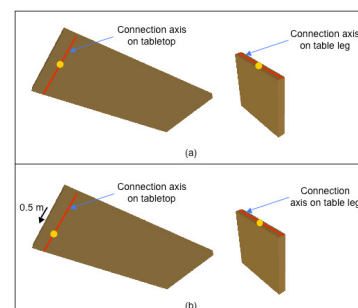 Connection axis
on tabletop
Connection axis
on table leg
(a)
0.5 m
Connection axis
on tabletop
Connection
axis on table leg
(b)